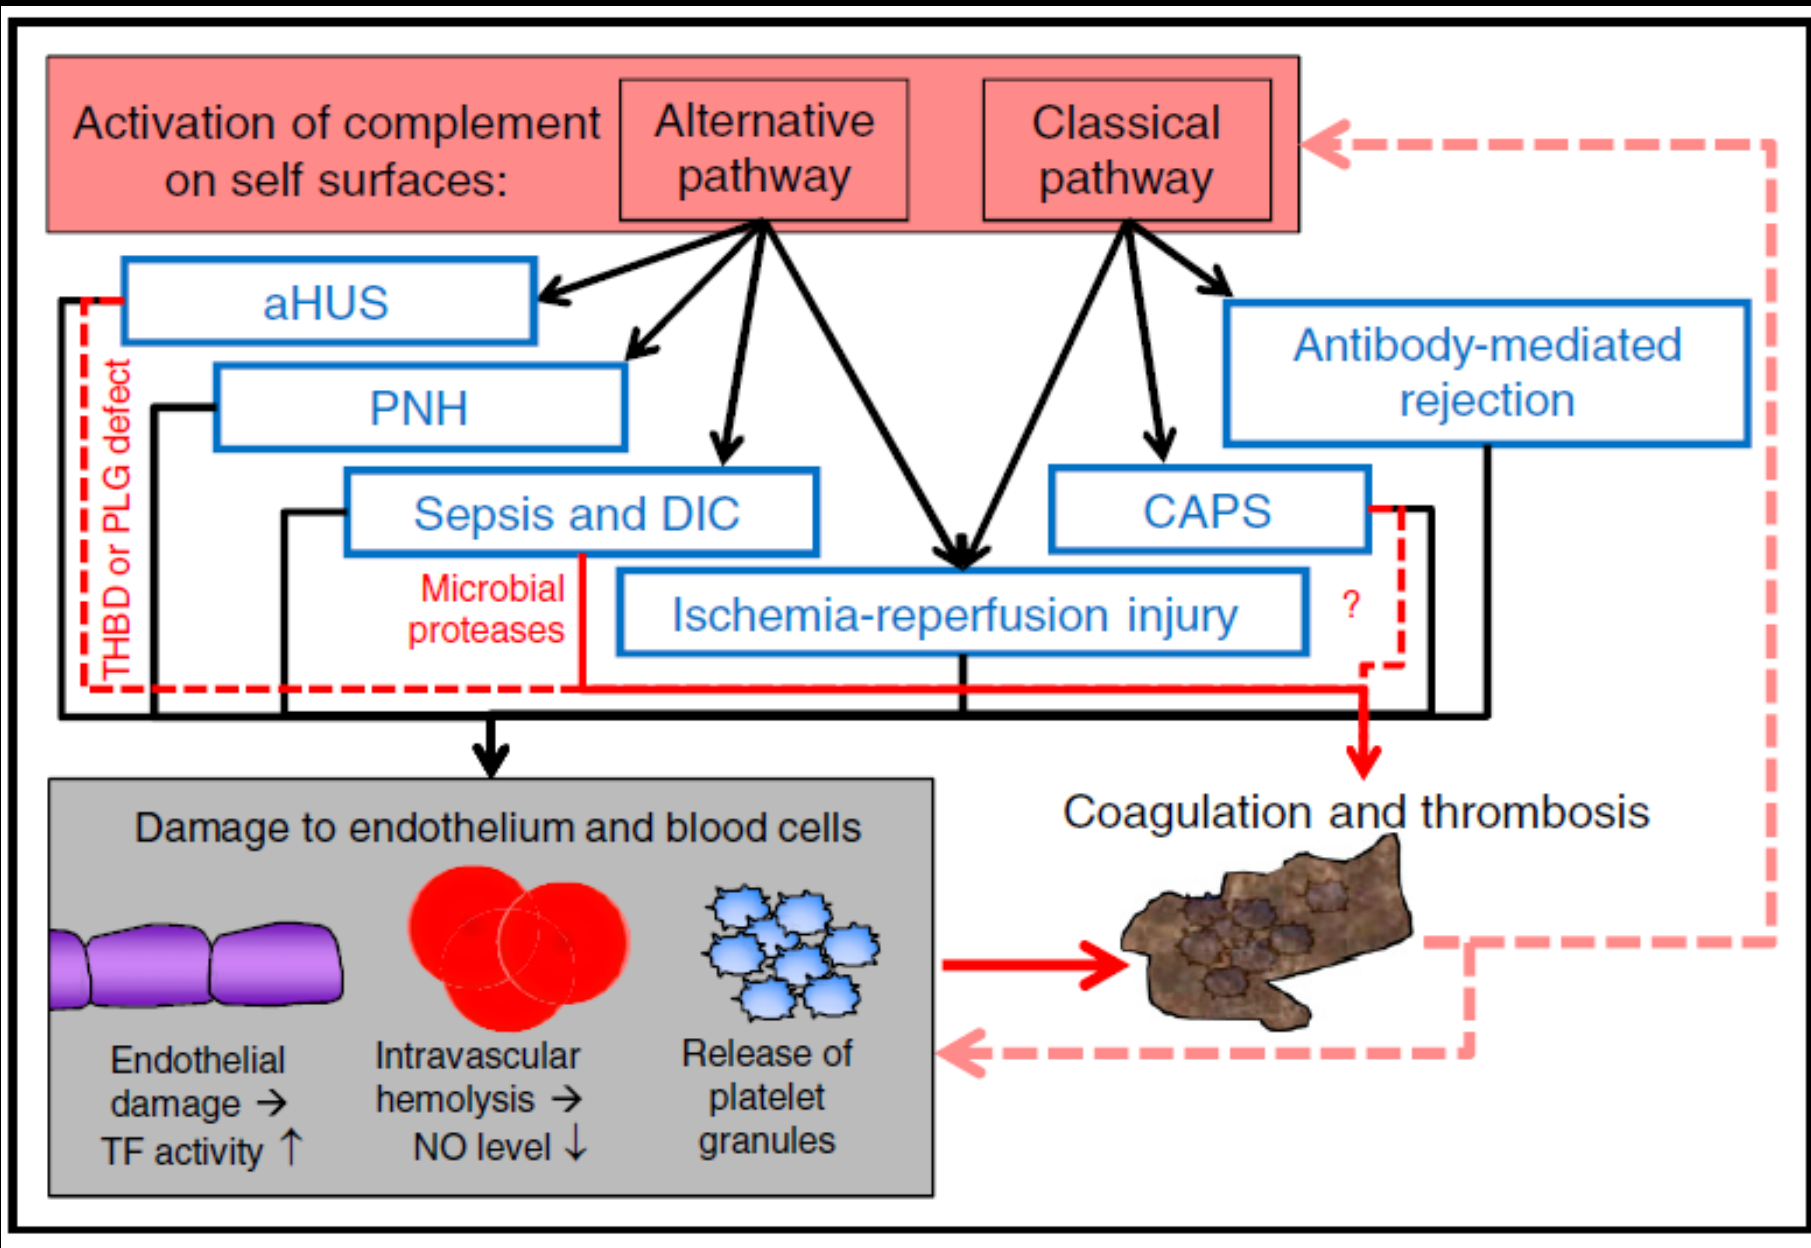 Activation of complement
on self surfaces:
Alternative
pathway
Classical
pathway
aHUS
PNH
Sepsis and DIC
Antibody-mediated
rejection
CAPS
Ischemia-reperfusion injury
THBD or PLG defect
Microbial
proteases
?
Damage to endothelium and blood cells
Coagulation and thrombosis
Endothelial
damage →
TF activity ↑
Intravascular
hemolysis →
NO level ↓
Release of
platelet
granules